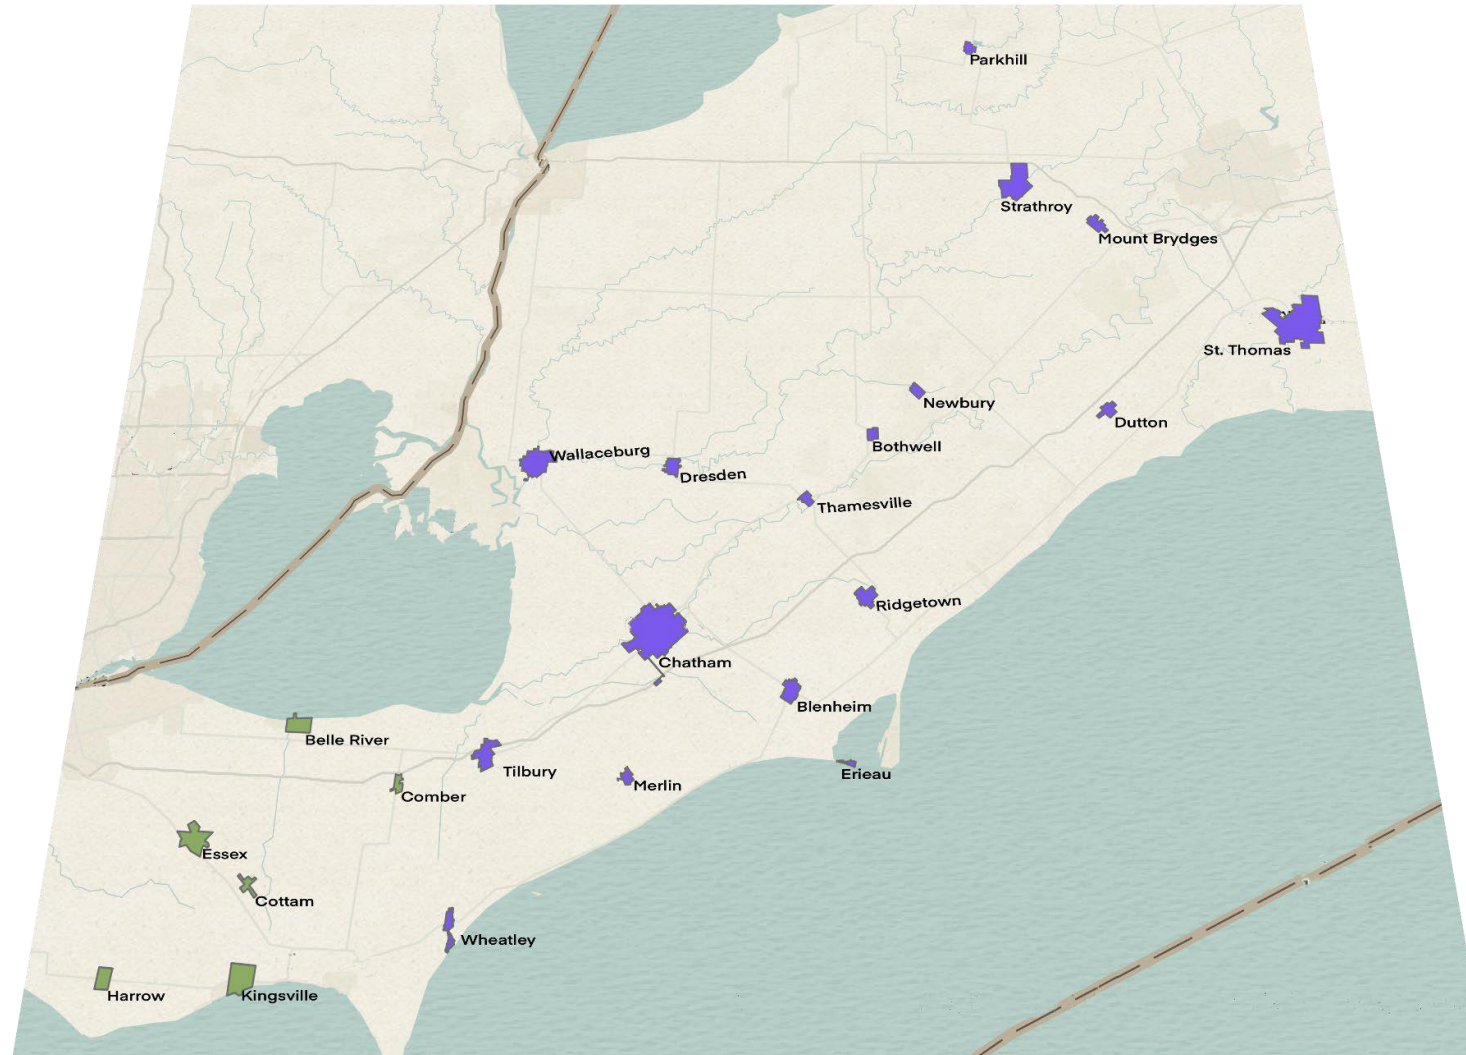 Parkhill
Strathroy
Mount Brydges
St. Thomas
Newbury
Dutton
Bothwell
Wallaceburg
Dresden
Thamesville
Ridgetown
Chatham
Blenheim
Belle River
Tilbury
Erieau
Merlin
Comber
Essex
Cottam
Wheatley
Harrow
Kingsville